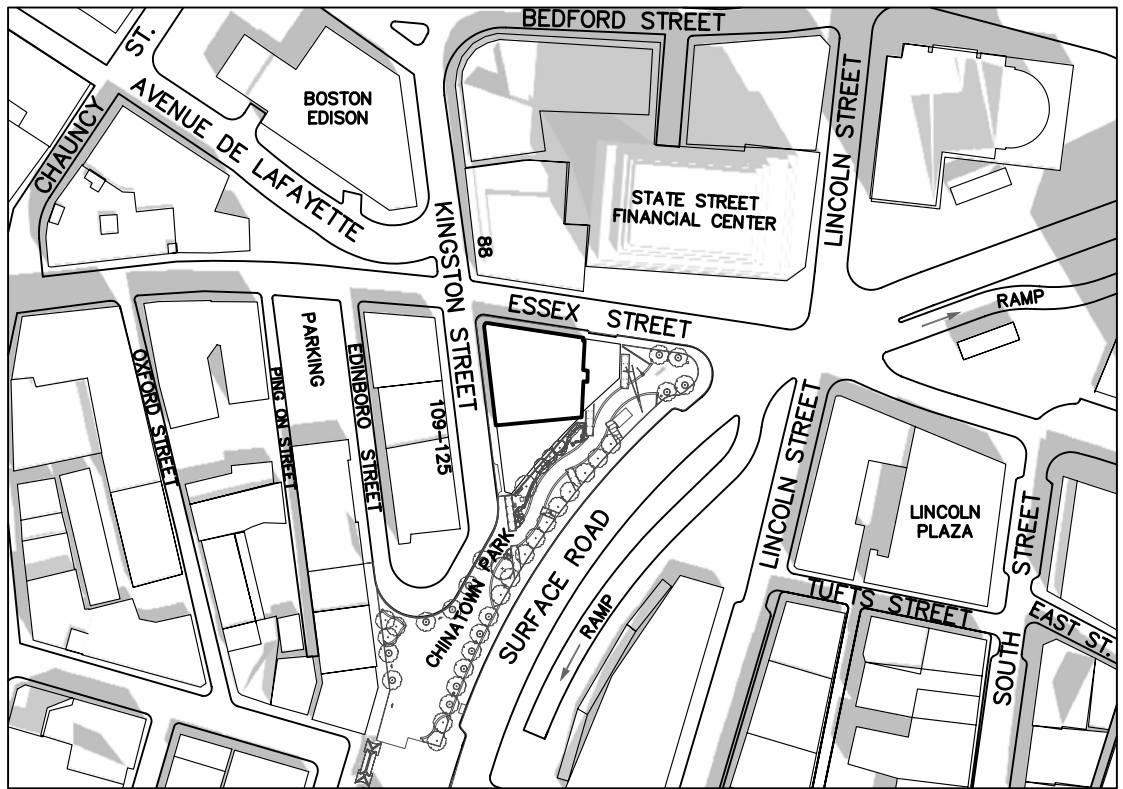 BEDFORD STREET
ST.
AVENUE DE LAFAYETTE
BOSTON
EDISON
CHAUNCY
LINCOLN STREET
STATE STREET
FINANCIAL CENTER
KINGSTON STREET
88
ESSEX STREET
RAMP
PARKING
OXFORD STREET
PING ON STREET
EDINBORO STREET
109-125
LINCOLN STREET
LINCOLN
PLAZA
CHINATOWN PARK
SURFACE ROAD
RAMP
TUFTS STREET
SOUTH STREET
EAST ST.